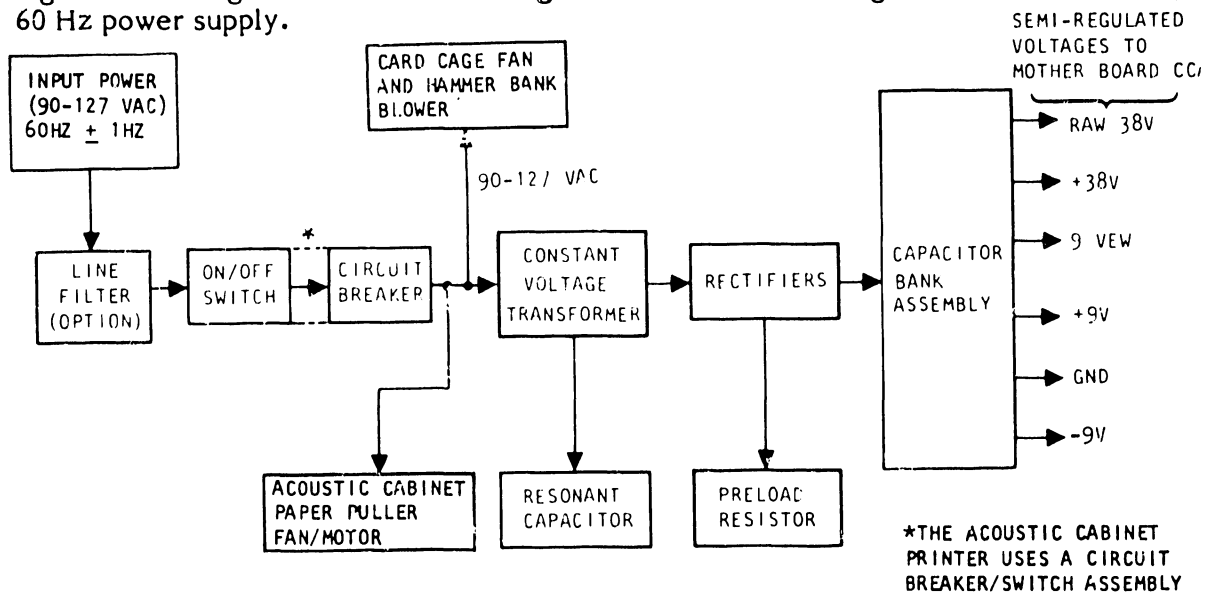 60 Hz power supply.
SEMI-REGULATED
VOLTAGES TO
MOTHER BOARD
INPUT POWER
(90-127 VAC)
60HZ ± 1HZ
CARD CAGE FAN
AND HAMMER BANK
BLOWER
90-127 VAC
*
LINE
FILTER
(OPTION)
ON/OFF
SWITCH
CIRCUIT
BREAKER
CONSTANT
VOLTAGE
TRANSFORMER
RECTIFIERS
CAPACITOR
BANK
ASSEMBLY
RAW 38V
+38V
9 VEW
+9V
GND
-9V
ACOUSTIC CABINET
PAPER PULLER
FAN/MOTOR
RESONANT
CAPACITOR
PRELOAD
RESISTOR
*THE ACOUSTIC CABINET
PRINTER USES A CIRCUIT
BREAKER/SWITCH ASSEMBLY